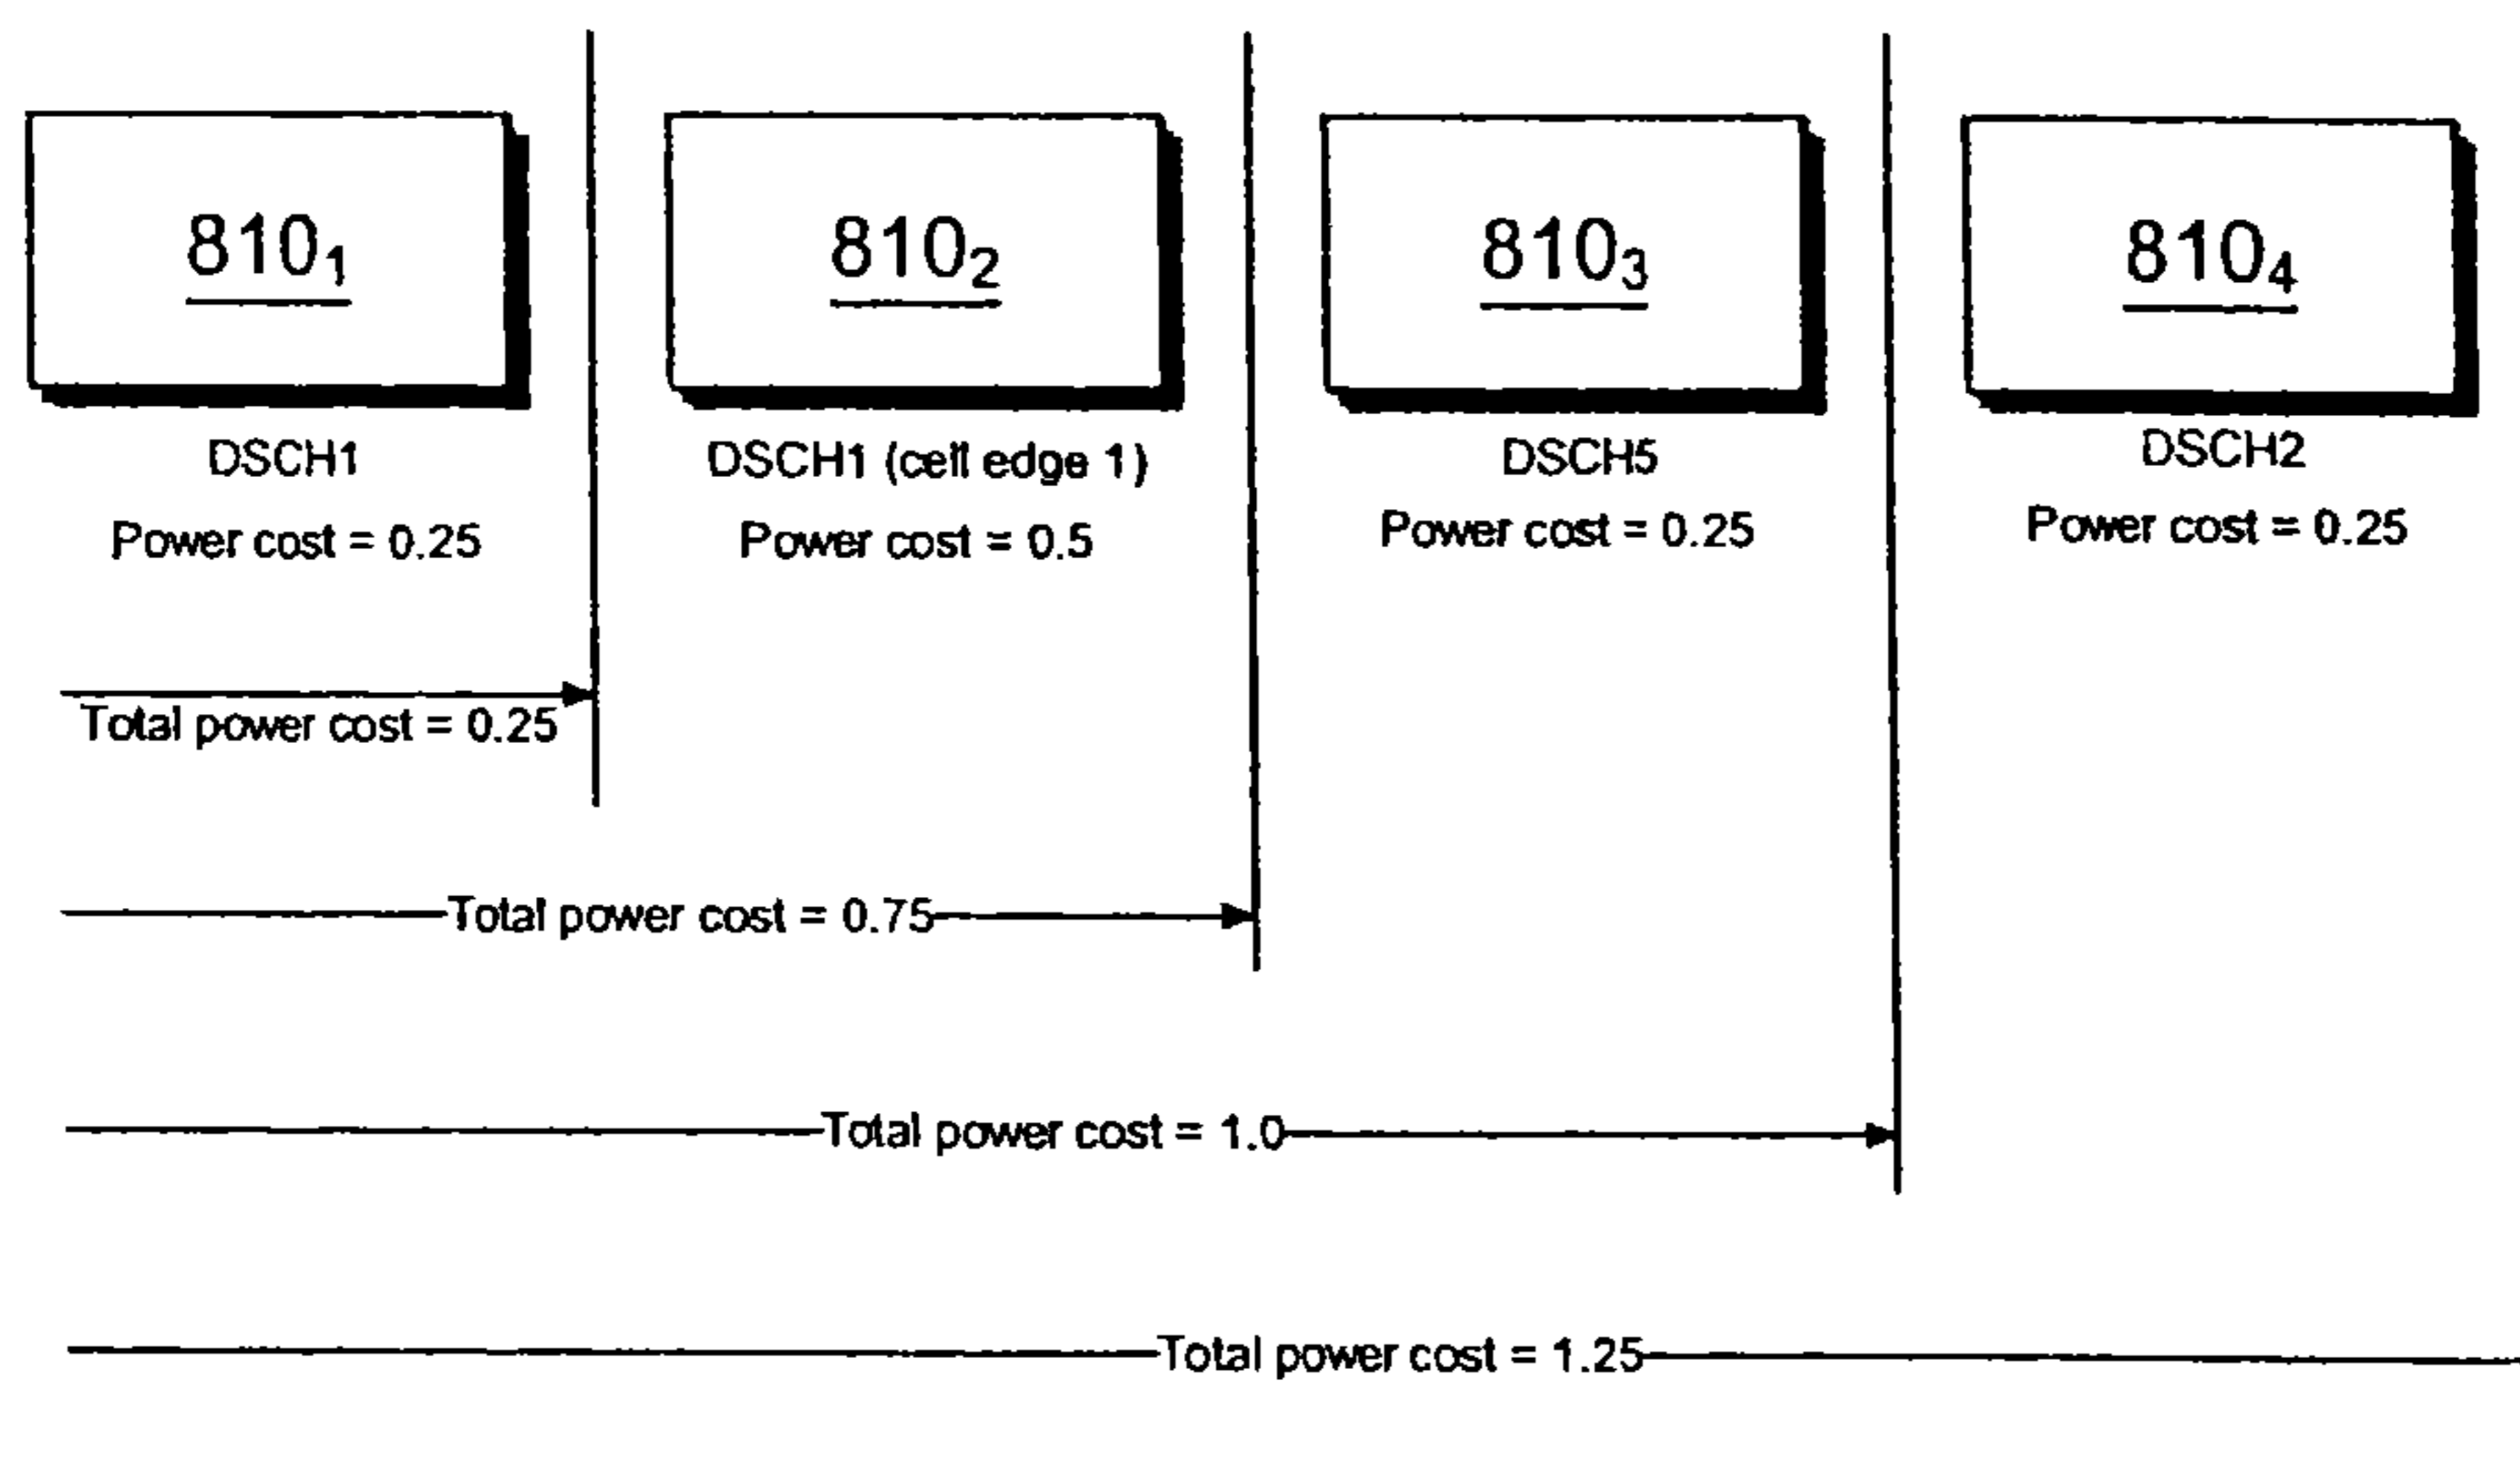 810₁
810₂
810₃
810₄
DSCH1
DSCH1 (cell edge 1)
DSCH5
DSCH2
Power cost = 0.25
Power cost = 0.5
Power cost = 0.25
Power cost = 0.25
Total power cost = 0.25
Total power cost = 0.75
Total power cost = 1.0
Total power cost = 1.25